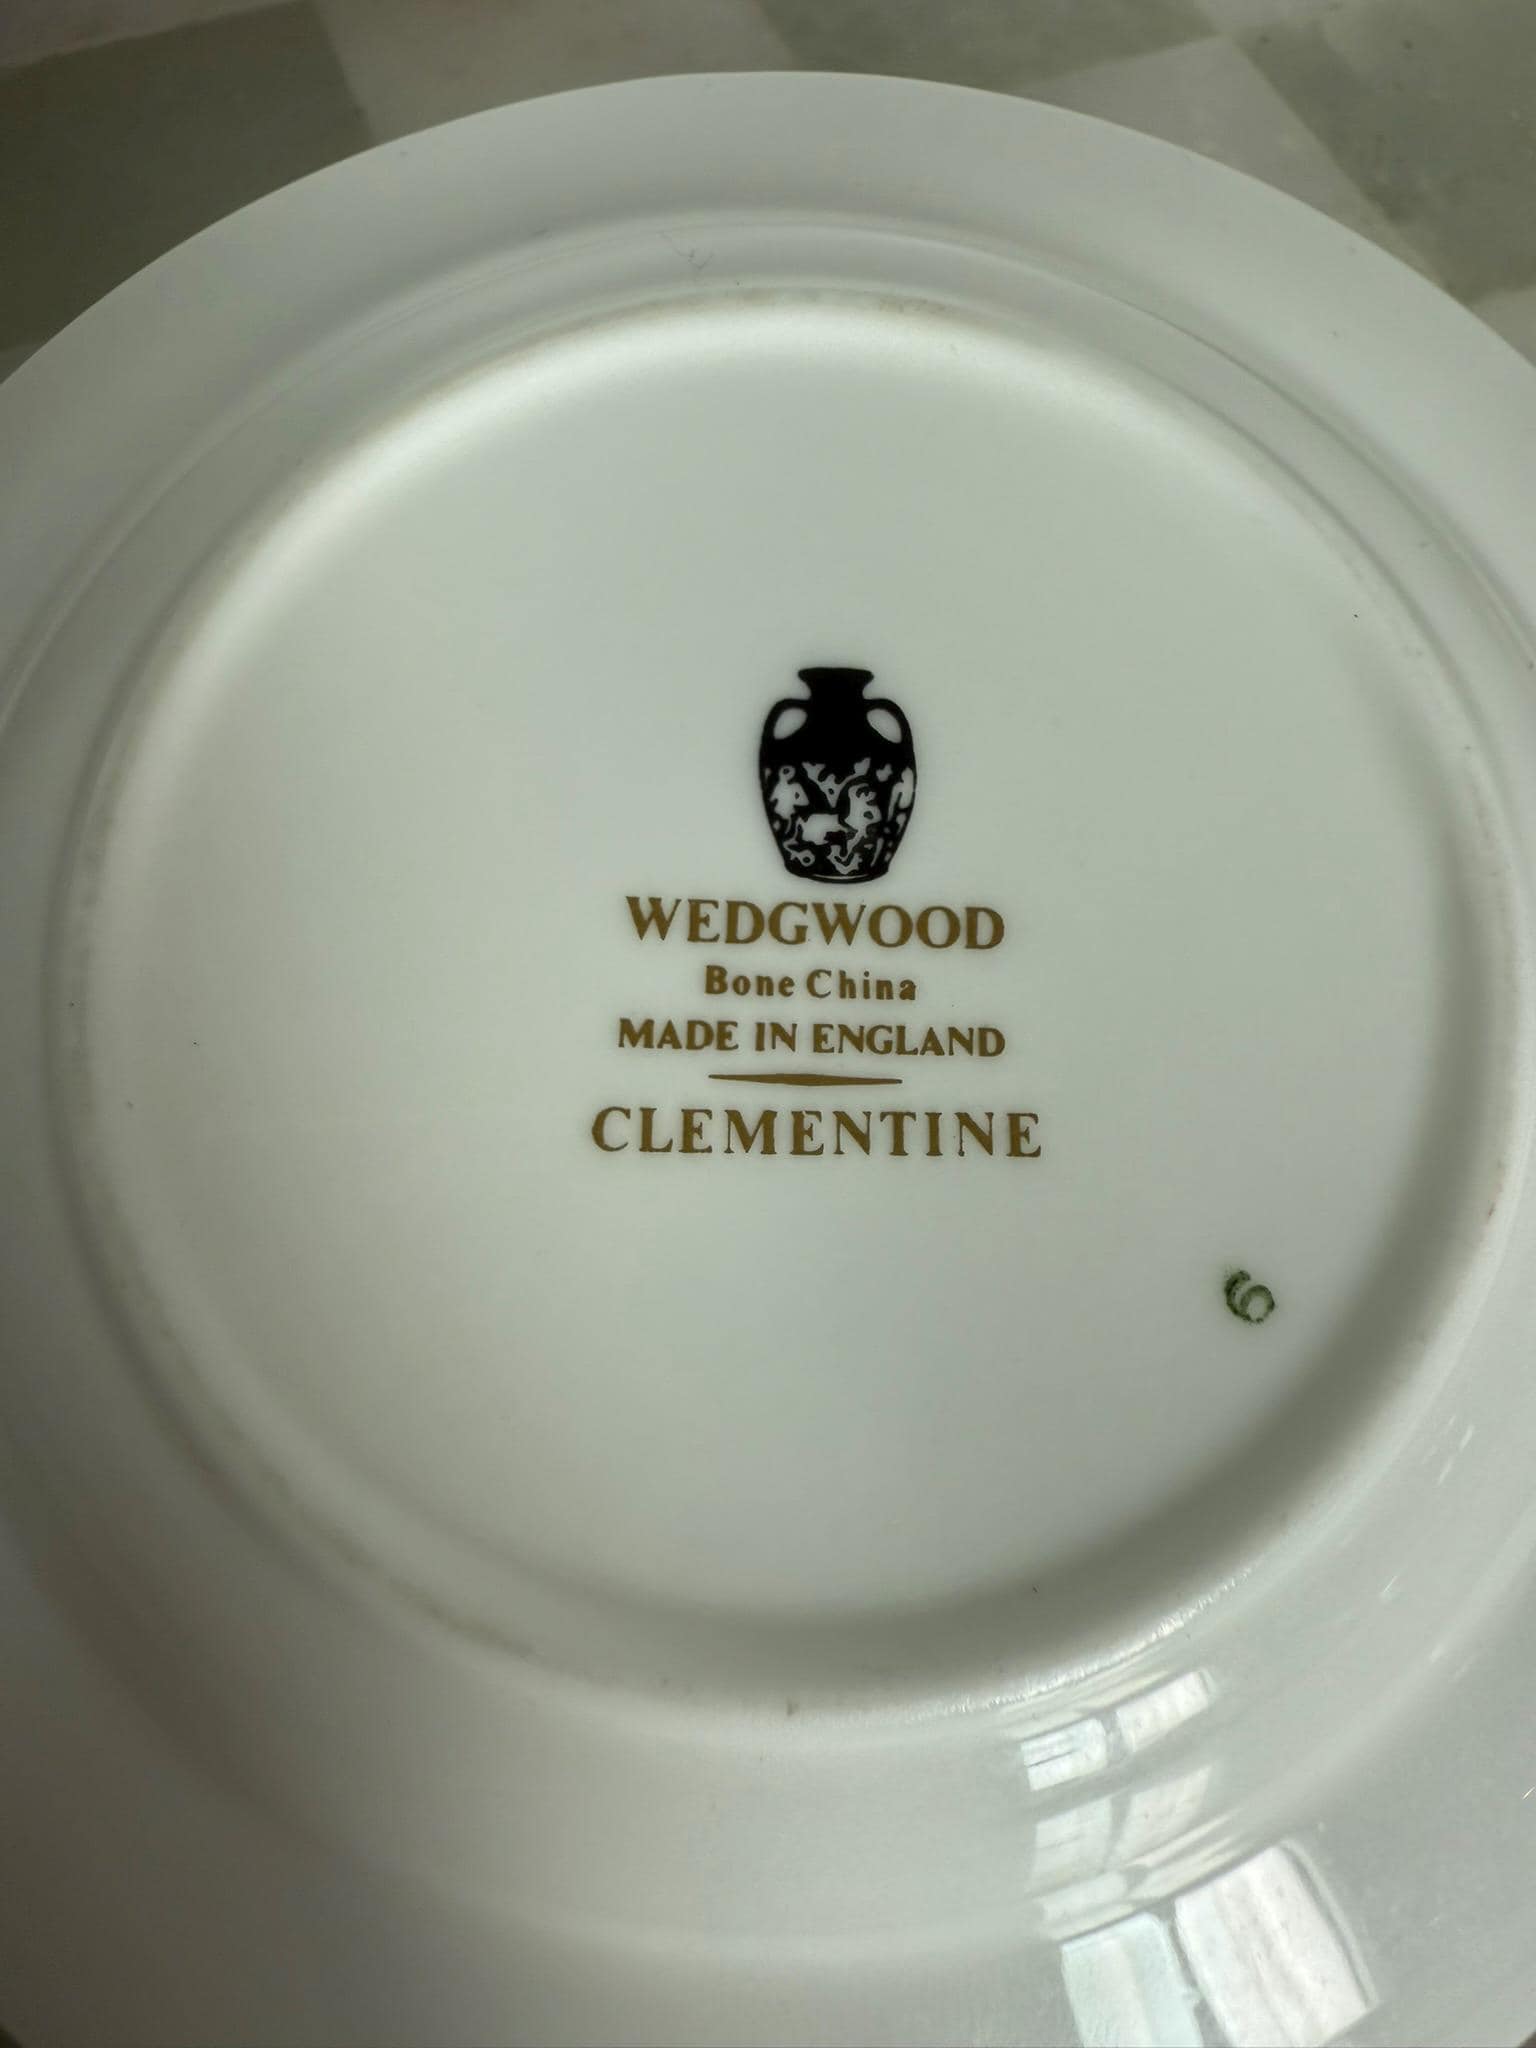 WEDGWOOD
Bone China
MADE IN ENGLAND
CLEMENTINE
6